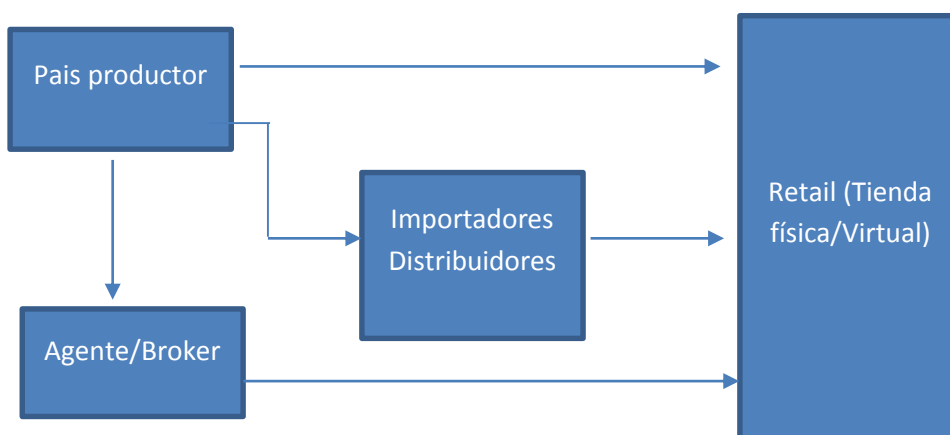 Pais productor
Importadores
Distribuidores
Retail (Tienda
física/Virtual)
Agente/Broker